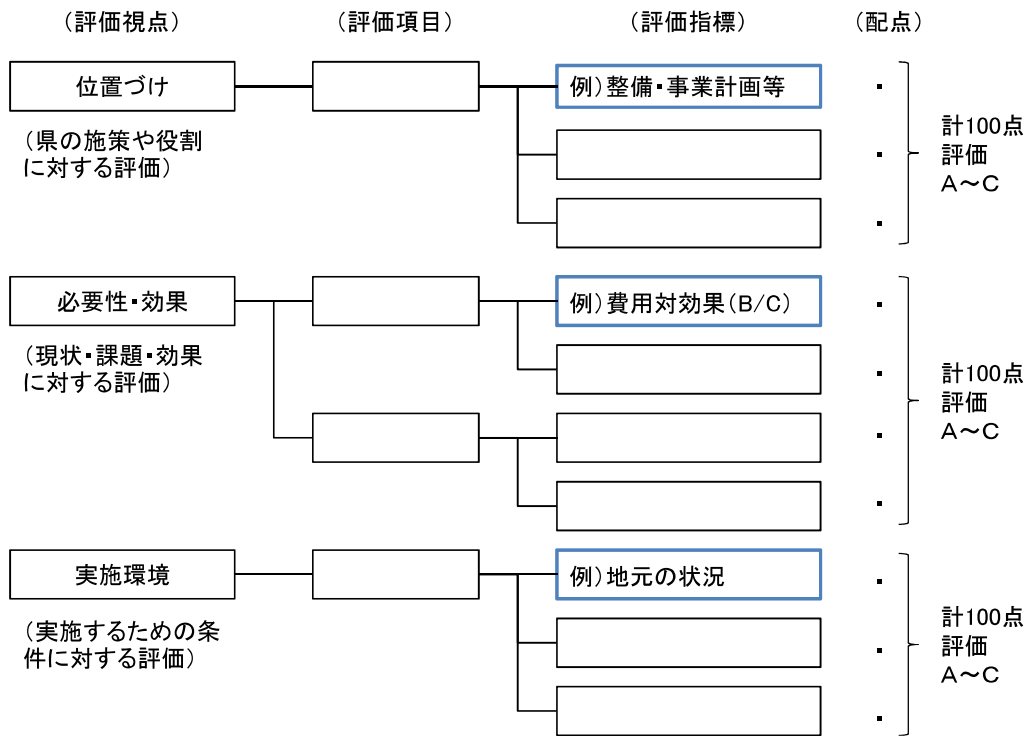 （評価視点）　（評価項目）　（評価指標）　（配点）
位置づけ
（県の施策や役割
に対する評価）
例）整備・事業計画等
・
・
・
計100点
評価
A～C
必要性・効果
（現状・課題・効果
に対する評価）
例）費用対効果（B/C）
・
・
・
・
計100点
評価
A～C
実施環境
（実施するための条
件に対する評価）
例）地元の状況
・
・
・
計100点
評価
A～C